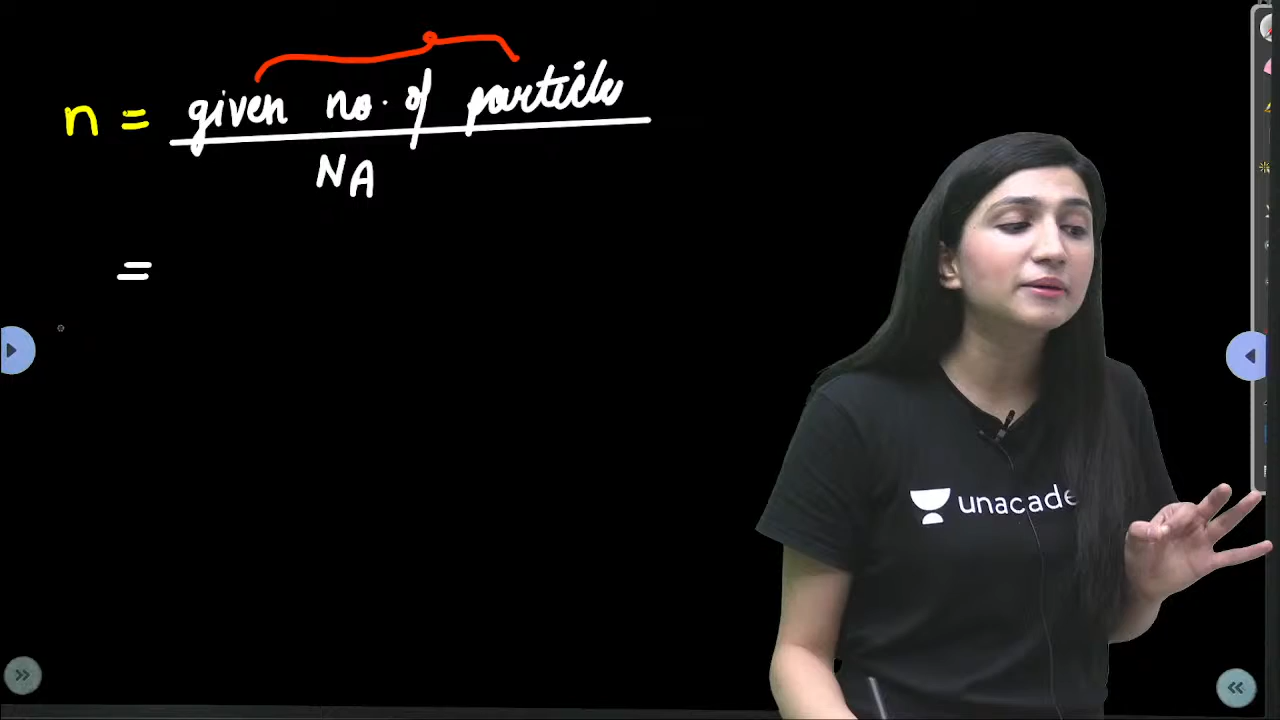 n = given no. of particle
NA
=
unacade